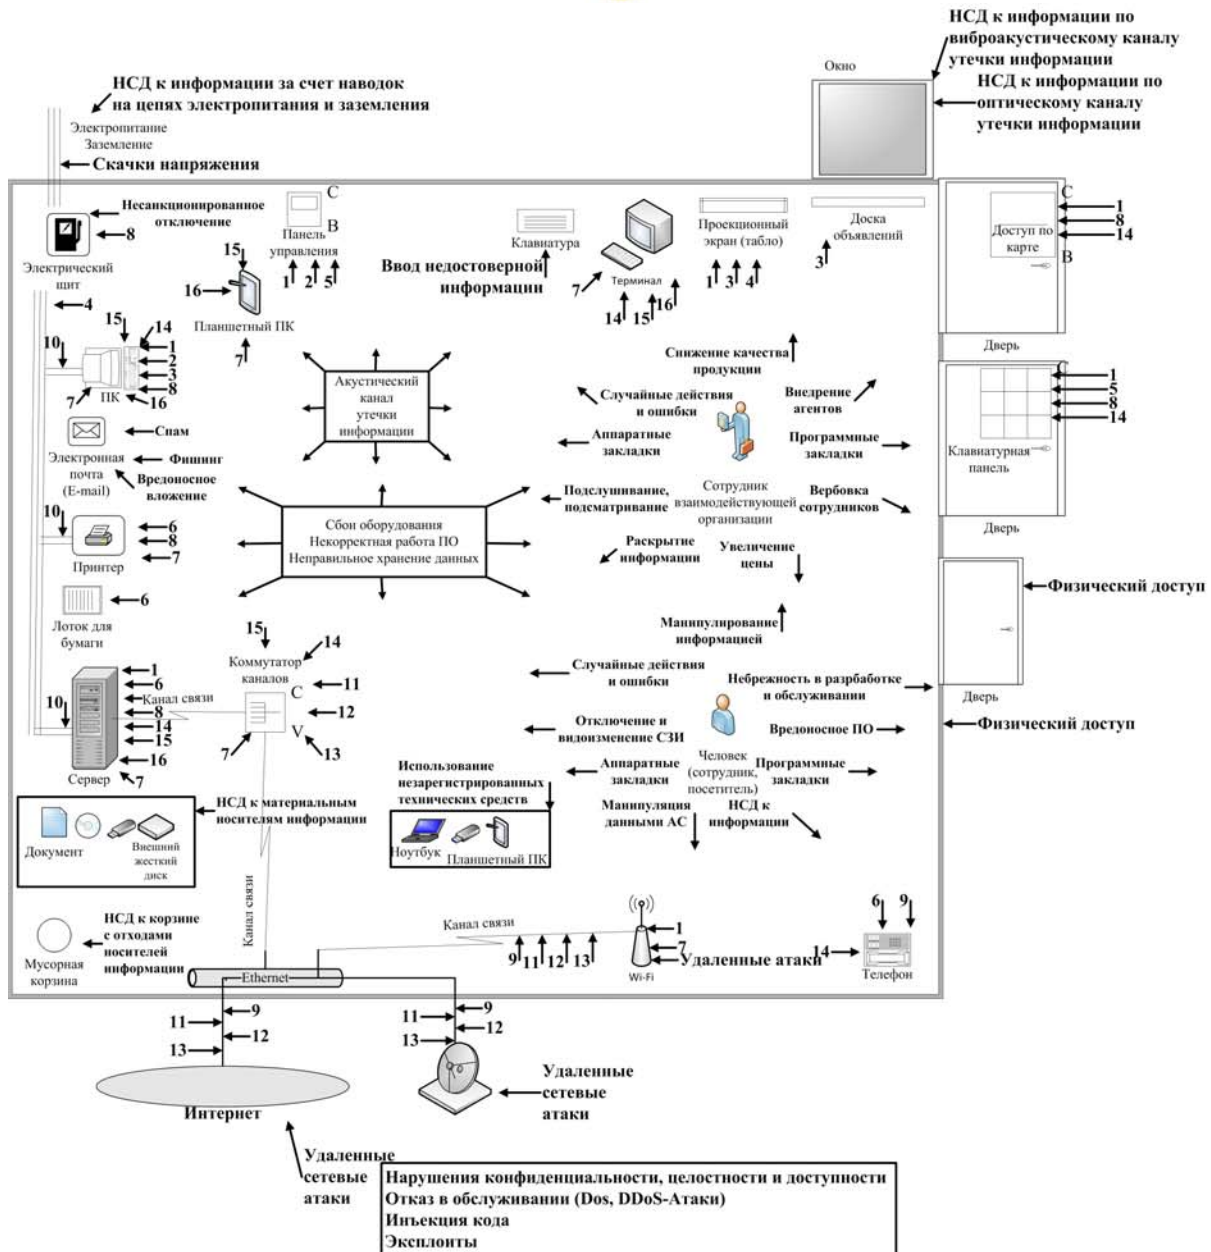 НСД к информации по
виброакустическому каналу
утечки информации
Окно
НСД к информации по
оптическому каналу
утечки информации
НСД к информации за счет наводок
на цепях электропитания и заземления
Электропитание
Заземление
Скачки напряжения
Несанкционированное
отключение
8
Электрический
щит
C
B
Панель
управления
1 2 5
15
16
Планшетный ПК
7
Клавиатура
Ввод недостоверной
информации
Терминал
7
14 15 16
Проекционный
экран (табло)
1 3 4
Доска
объявлений
3
C
Доступ по
карте
B
1
8
14
Дверь
4
15
14
10
1
2
3
8
7
ПК
16
Спам
Электронная
почта
(E-mail)
Фишинг
Вредоносное
вложение
Акустический
канал
утечки
информации
Снижение качества
продукции
Случайные действия
и ошибки
Внедрение
агентов
Аппаратные
закладки
Программные
закладки
Подслушивание,
подсматривание
Сотрудник
взаимодействующей
организации
Вербовка
сотрудников
Раскрытие
информации
Увеличение
цены
C
1
5
8
14
Клавиатурная
панель
Дверь
10
6
8
7
Принтер
Сбои оборудования
Некорректная работа ПО
Неправильное хранение данных
6
Лоток для
бумаги
Физический доступ
Дверь
Физический доступ
Манипулирование
информацией
Случайные действия
и ошибки
Небрежность в разрбаботке
и обслуживании
Отключение и
видоизменение СЗИ
Вредоносное ПО
Человек
(сотрудник,
посетитель)
Аппаратные
закладки
Программные
закладки
Манипуляция
данными АС
НСД к
информации
15
14
Коммутатор
каналов
C
V
11
12
13
7
Канал связи
1
6
8
14
15
16
7
10
Сервер
Использование
незарегистрированных
технических средств
Ноутбук
Планшетный ПК
НСД к материальным
носителям информации
Документ
Внешний
жесткий
диск
Канал связи
НСД к корзине
с отходами
носителей
информации
Мусорная
корзина
Ethernet
Канал связи
9 11 12 13
1
7
Удаленные атаки
Wi-Fi
6 9
14
Телефон
9
11
12
13
9
11
12
13
Интернет
Удаленные
сетевые
атаки
Удаленные
сетевые
атаки
Нарушения конфиденциальности, целостности и доступности
Отказ в обслуживании (Dos, DDoS-Атаки)
Инъекция кода
Эксплоиты